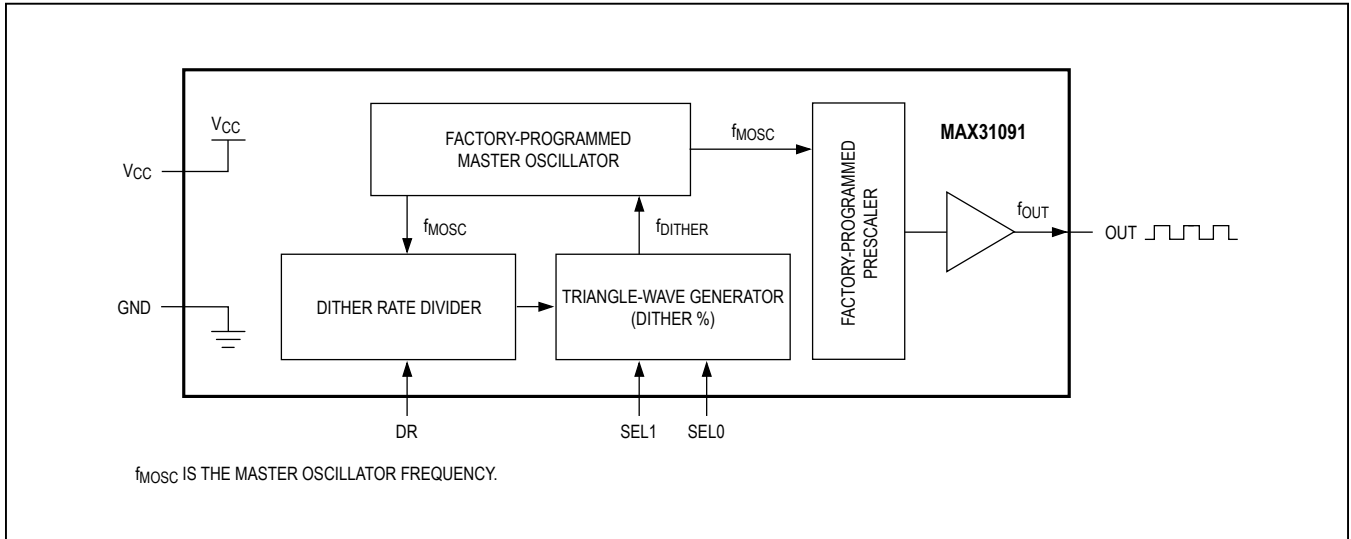 VCC
VCC
GND
FACTORY-PROGRAMMED
MASTER OSCILLATOR
fMOSC
fMOSC
fDITHER
DITHER RATE DIVIDER
TRIANGLE-WAVE GENERATOR
(DITHER %)
FACTORY-PROGRAMMED
PRESCALER
MAX31091
fOUT
OUT
DR
SEL1
SEL0
fMOSC IS THE MASTER OSCILLATOR FREQUENCY.